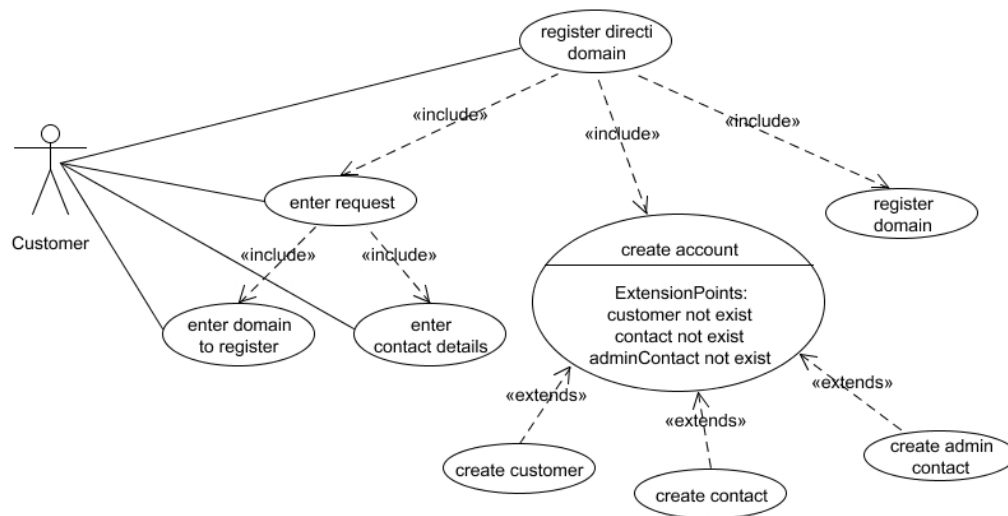 register directi
domain
«include»
«include»
«include»
Customer
enter request
register
domain
«include»
«include»
create account
ExtensionPoints:
customer not exist
contact not exist
adminContact not exist
enter domain
to register
enter
contact details
«extends»
«extends»
«extends»
create customer
create contact
create admin
contact